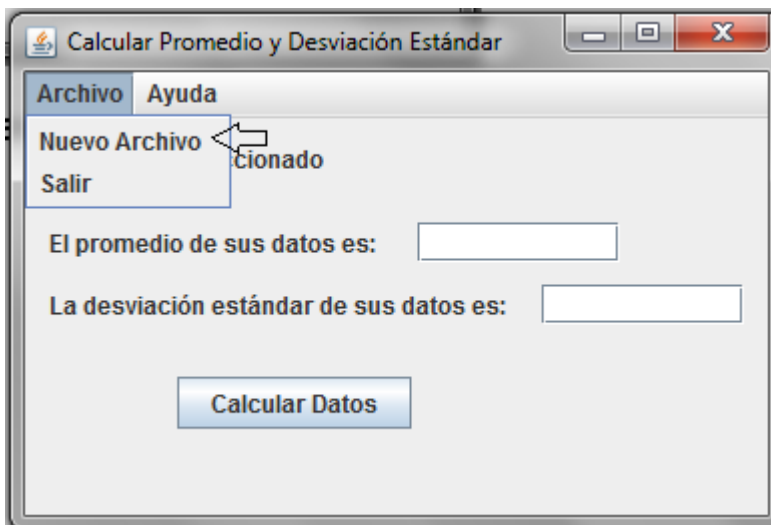 Calcular Promedio y Desviación Estándar
Archivo Ayuda
Nuevo Archivo
cionado
Salir
El promedio de sus datos es:
La desviación estándar de sus datos es:
Calcular Datos